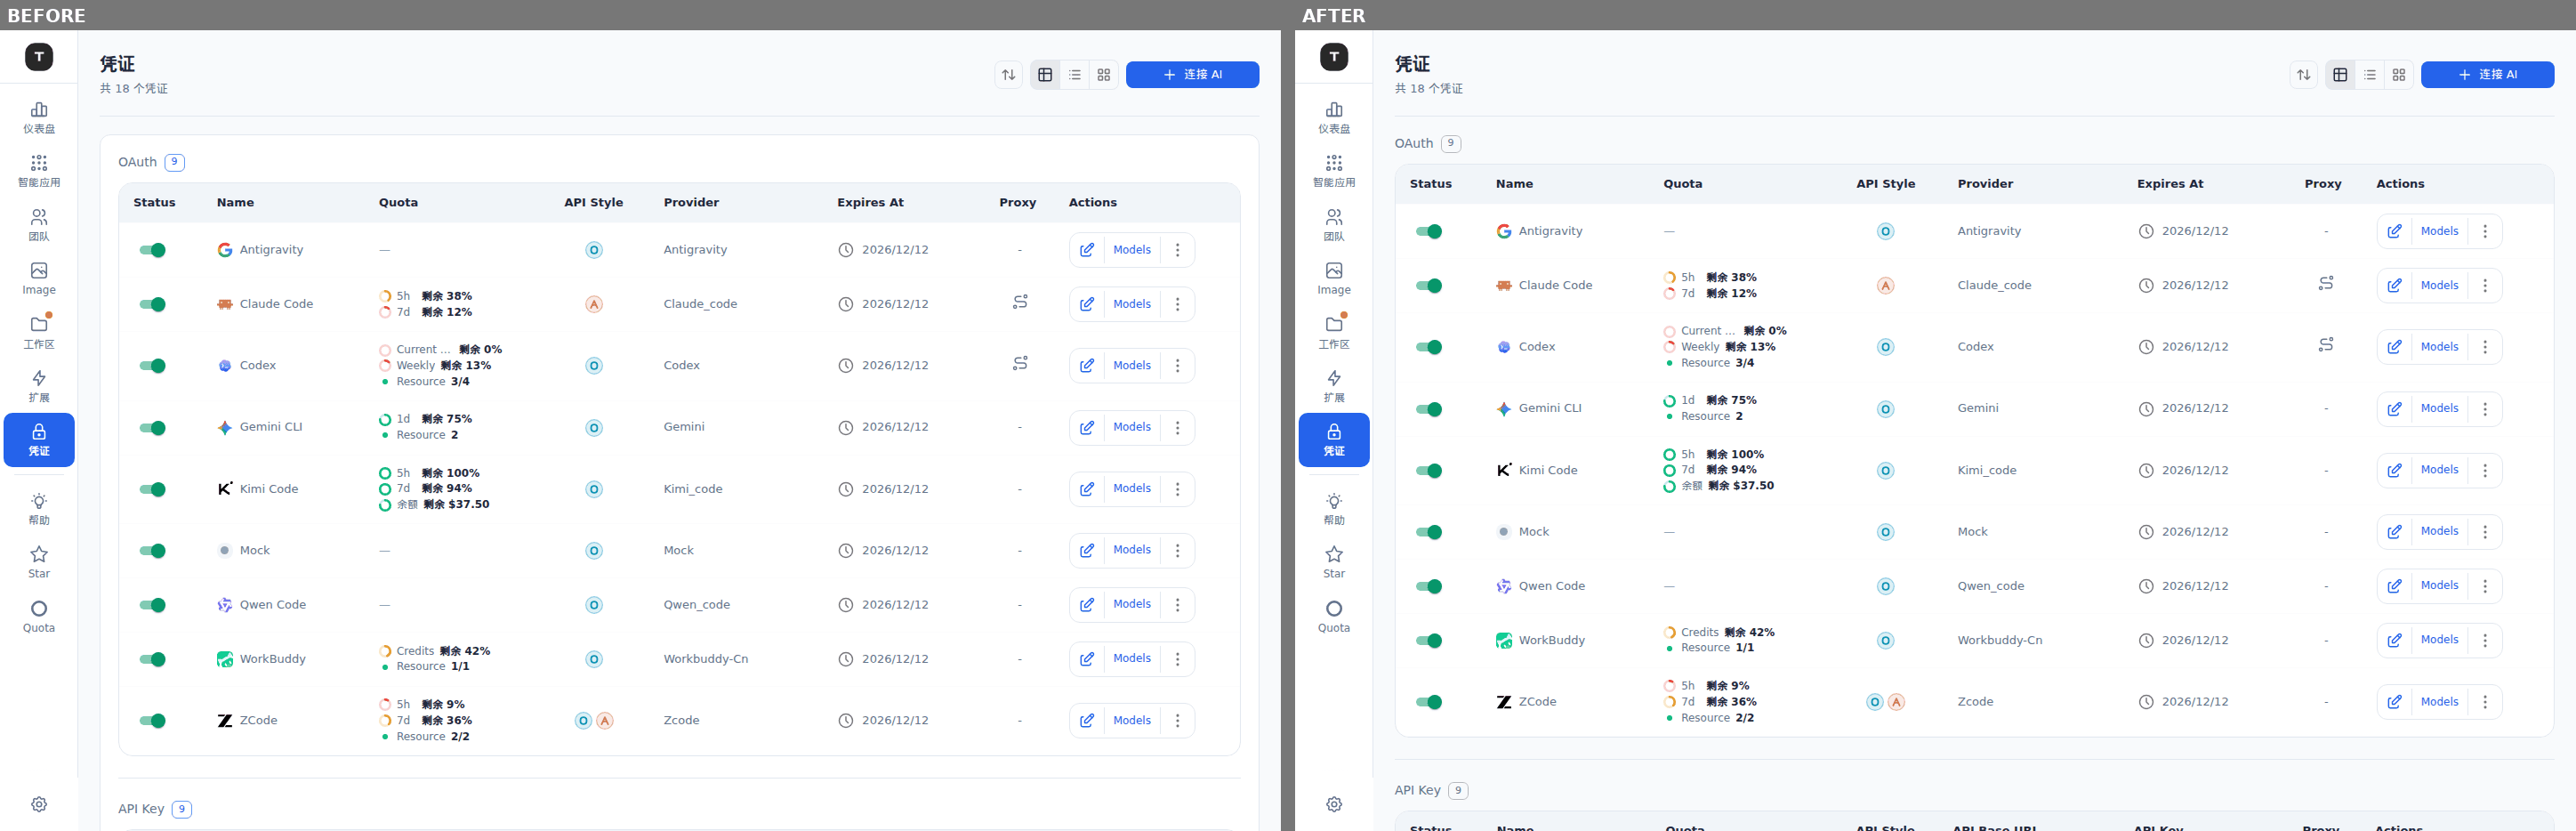 BEFORE
T
仪表盘
智能应用
团队
Image
工作区
扩展
凭证
帮助
Star
Quota
凭证
共 18 个凭证
连接 AI
OAuth 9
Status Name Quota API Style Provider Expires At Proxy Actions
Antigravity — O Antigravity 2026/12/12 - Models
Claude Code 5h 剩余 38% A Claude_code 2026/12/12 Models
7d 剩余 12%
Codex Current ... 剩余 0% O Codex 2026/12/12 Models
Weekly 剩余 13%
Resource 3/4
Gemini CLI 1d 剩余 75% O Gemini 2026/12/12 - Models
Resource 2
Kimi Code 5h 剩余 100% O Kimi_code 2026/12/12 - Models
7d 剩余 94%
余额 剩余 $37.50
Mock — O Mock 2026/12/12 - Models
Qwen Code — O Qwen_code 2026/12/12 - Models
WorkBuddy Credits 剩余 42% O Workbuddy-Cn 2026/12/12 - Models
Resource 1/1
ZCode 5h 剩余 9% O A Zcode 2026/12/12 - Models
7d 剩余 36%
Resource 2/2
API Key 9
AFTER
T
仪表盘
智能应用
团队
Image
工作区
扩展
凭证
帮助
Star
Quota
凭证
共 18 个凭证
连接 AI
OAuth 9
Status Name Quota API Style Provider Expires At Proxy Actions
Antigravity — O Antigravity 2026/12/12 - Models
Claude Code 5h 剩余 38% A Claude_code 2026/12/12 Models
7d 剩余 12%
Codex Current ... 剩余 0% O Codex 2026/12/12 Models
Weekly 剩余 13%
Resource 3/4
Gemini CLI 1d 剩余 75% O Gemini 2026/12/12 - Models
Resource 2
Kimi Code 5h 剩余 100% O Kimi_code 2026/12/12 - Models
7d 剩余 94%
余额 剩余 $37.50
Mock — O Mock 2026/12/12 - Models
Qwen Code — O Qwen_code 2026/12/12 - Models
WorkBuddy Credits 剩余 42% O Workbuddy-Cn 2026/12/12 - Models
Resource 1/1
ZCode 5h 剩余 9% O A Zcode 2026/12/12 - Models
7d 剩余 36%
Resource 2/2
API Key 9
Status Name Quota API Style API Base URL API Key Proxy Actions